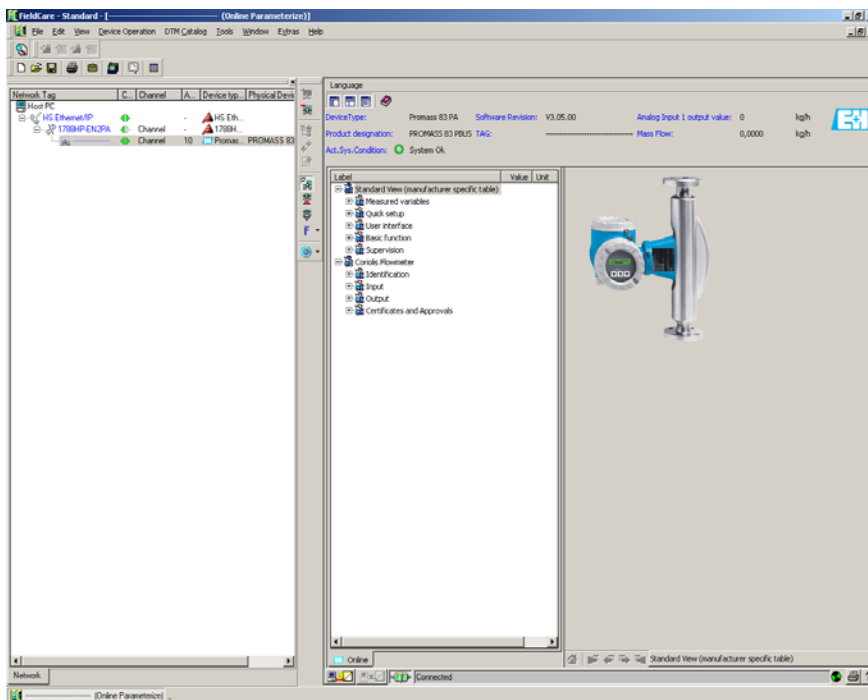 FieldCare - Standard - [-------------------- (Online Parameterize)]
File Edit View Device Operation DTM Catalog Tools Window Extras Help
Network Tag C... Channel A... Device typ... Physical Devi
Host PC
HS Ethernet/IP - HS Eth...
1788HP-EN2PA Channel - 1788H...
------------ Channel 10 Promas... PROMASS 83
Network
F
Language
DeviceType: Promass 83 PA Software Revision: V3.05.00 Analog Input 1 output value: 0 kg/h
Product designation: PROMASS 83 PBUS TAG: -------------------- Mass Flow: 0,0000 kg/h
Act.Sys.Condition: System Ok
E+H
Label Value Unit
Standard View (manufacturer specific table)
Measured variables
Quick setup
User interface
Basic function
Supervision
Coriolis Flowmeter
Identification
Input
Output
Certificates and Approvals
Online
Standard View (manufacturer specific table)
Connected
-------------------- (Online Parameterize)